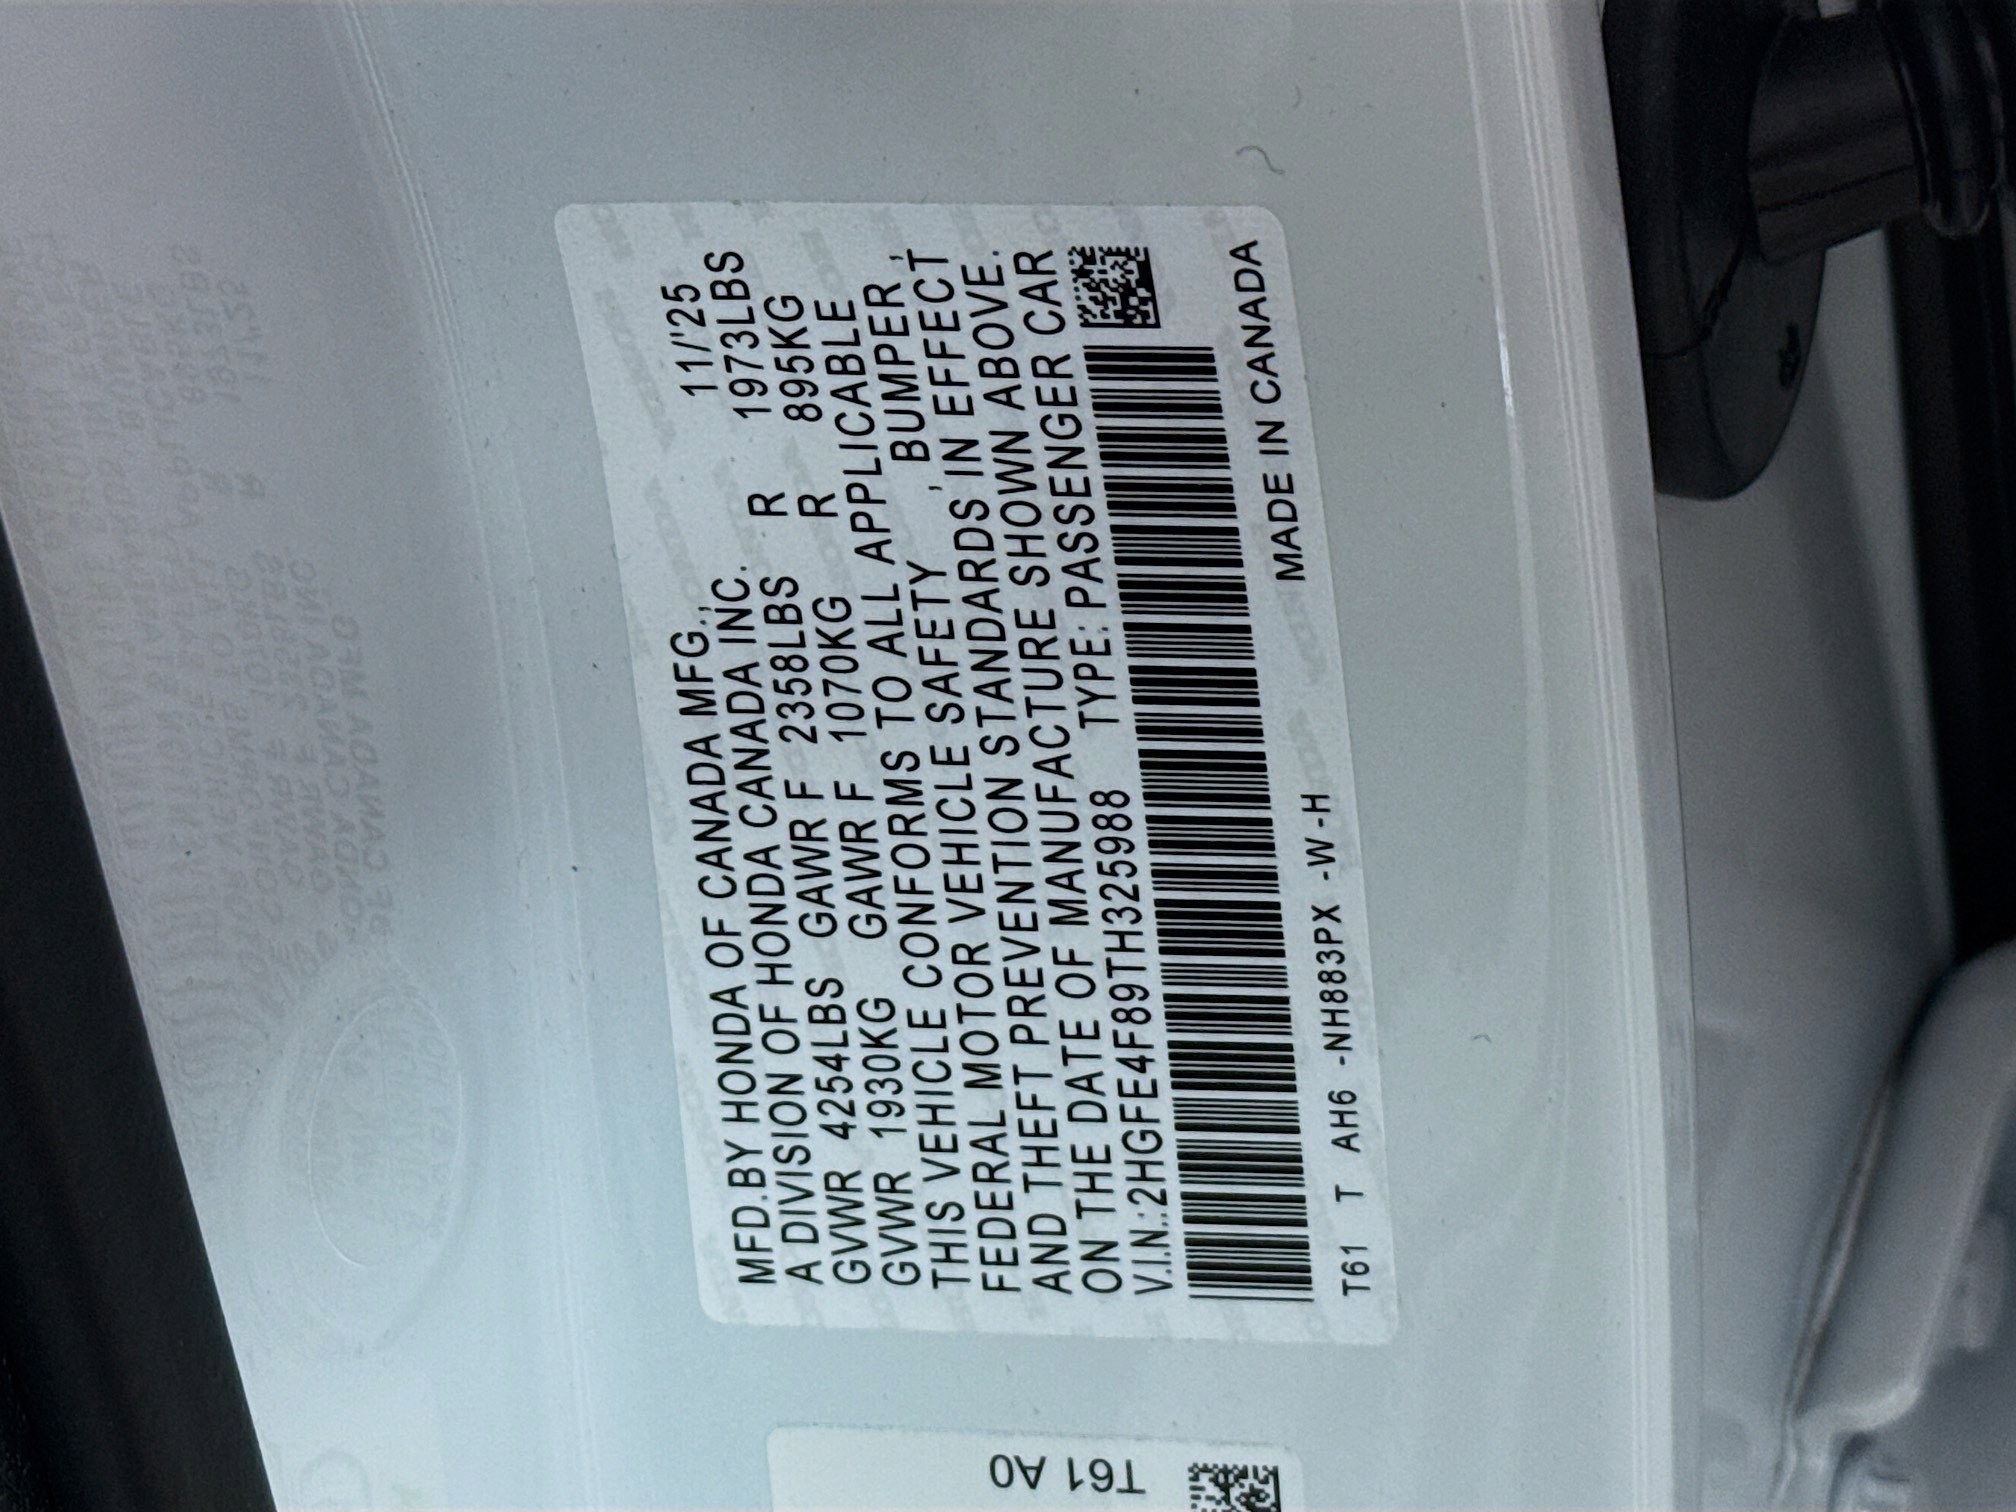 MFD.BY HONDA OF CANADA MFG., 11/'25
A DIVISION OF HONDA CANADA INC.
GVWR 4254LBS GAWR F 2358LBS R 1973LBS
GVWR 1930KG GAWR F 1070KG R 895KG
THIS VEHICLE CONFORMS TO ALL APPLICABLE
FEDERAL MOTOR VEHICLE SAFETY , BUMPER ,
AND THEFT PREVENTION STANDARDS IN EFFECT
ON THE DATE OF MANUFACTURE SHOWN ABOVE.
V.I.N.:2HGFE4F89TH325988 TYPE: PASSENGER CAR
T61 T AH6 -NH883PX -W-H MADE IN CANADA
T61 A0